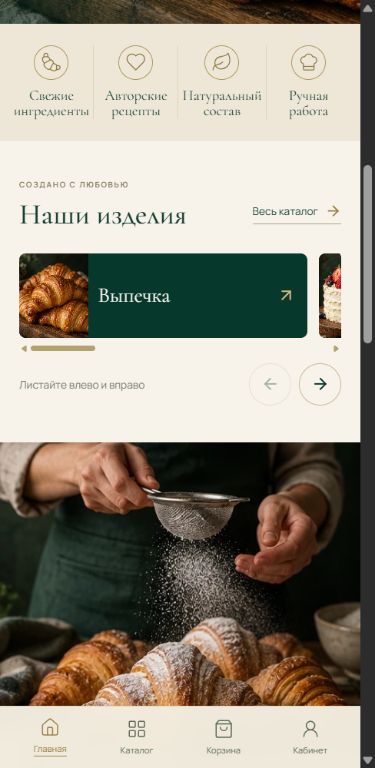 Свежие
ингредиенты
Авторские
рецепты
Натуральный
состав
Ручная
работа
СОЗДАНО С ЛЮБОВЬЮ
Наши изделия
Весь каталог
Выпечка
Листайте влево и вправо
Главная
Каталог
Корзина
Кабинет